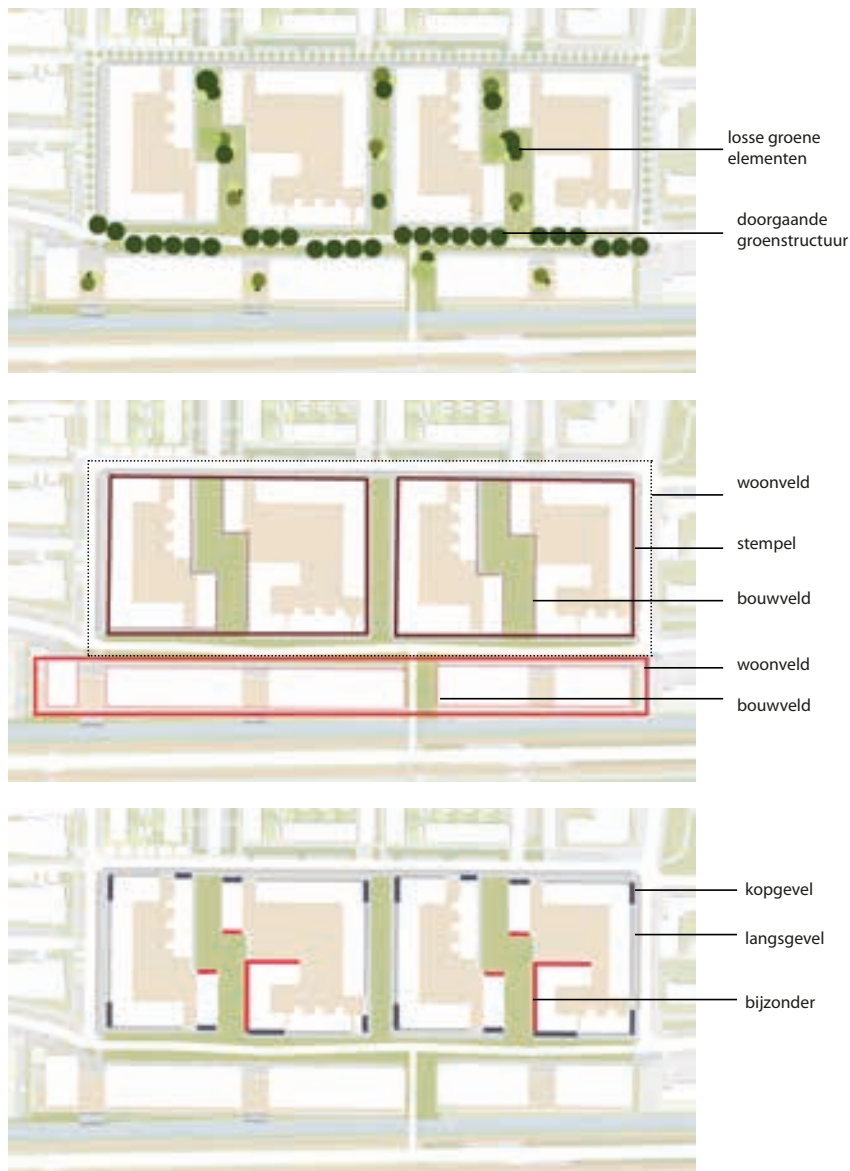 losse groene
elementen
doorgaande
groenstructuur
woonveld
stempel
bouwveld
woonveld
bouwveld
kopgevel
langsgevel
bijzonder